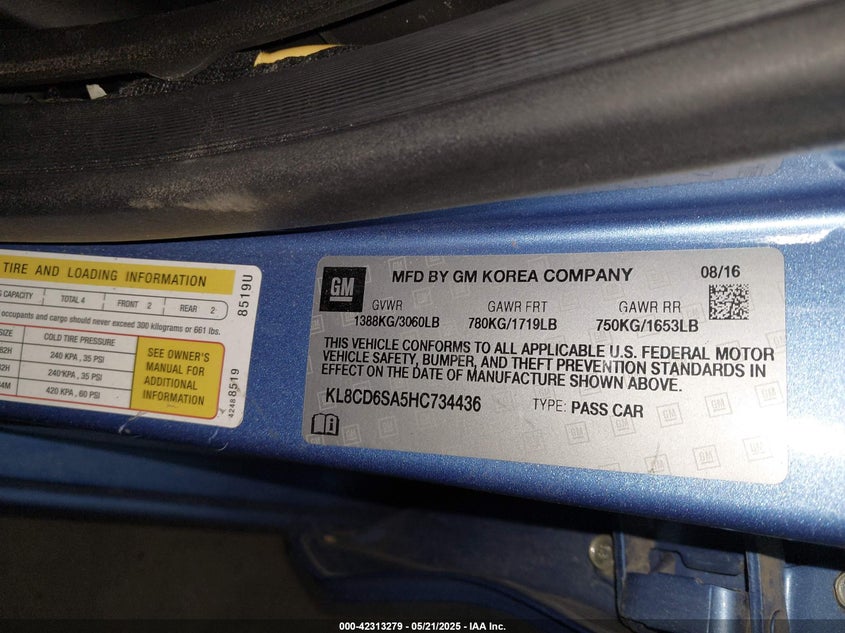 TIRE AND LOADING INFORMATION
CAPACITY TOTAL 4 FRONT 2 REAR 2
occupants and cargo should never exceed 300 kilograms or 661 lbs.
SIZE COLD TIRE PRESSURE
82H 240 KPA , 35 PSI
240 KPA , 35 PSI
420 KPA , 60 PSI
SEE OWNER'S
MANUAL FOR
ADDITIONAL
INFORMATION
8519U
4248 8519
GM
MFD BY GM KOREA COMPANY 08/16
GVWR GAWR FRT GAWR RR
1388KG/3060LB 780KG/1719LB 750KG/1653LB
THIS VEHICLE CONFORMS TO ALL APPLICABLE U.S. FEDERAL MOTOR
VEHICLE SAFETY, BUMPER, AND THEFT PREVENTION STANDARDS IN
EFFECT ON THE DATE OF MANUFACTURE SHOWN ABOVE.
KL8CD6SA5HC734436 TYPE: PASS CAR
000-42313279 - 05/21/2025 - IAA Inc.